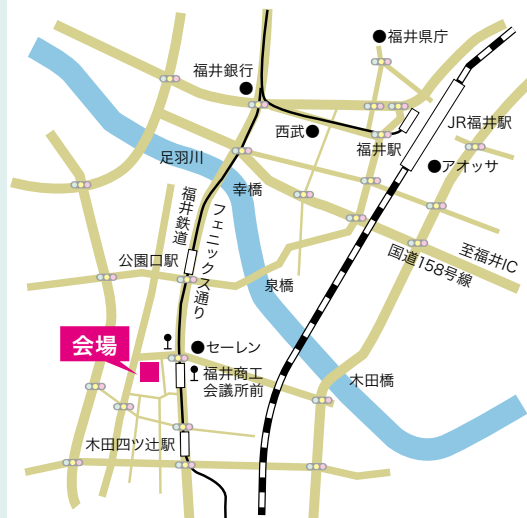 福井県庁
福井銀行
JR福井駅
西武
福井駅
アオッサ
足羽川
幸橋
福井鉄道
フェニックス通り
至福井IC
国道158号線
公園口駅
泉橋
会場
セーレン
福井商工
会議所前
木田橋
木田四ツ辻駅